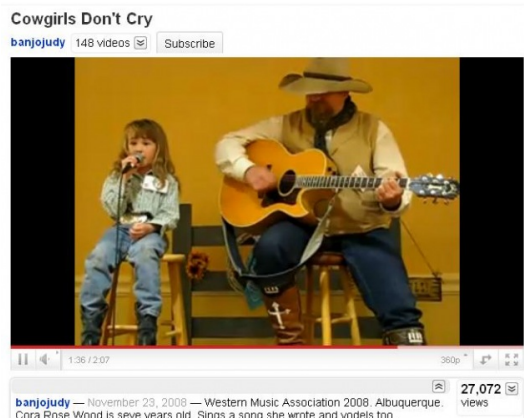 Cowgirls Don't Cry
banjojudy 148 videos Subscribe
1:36 / 2:07 360p
banjojudy — November 23, 2008 — Western Music Association 2008. Albuquerque. 27,072
Cora Rose Wood is seve years old. Sings a song she wrote and yodels too. views